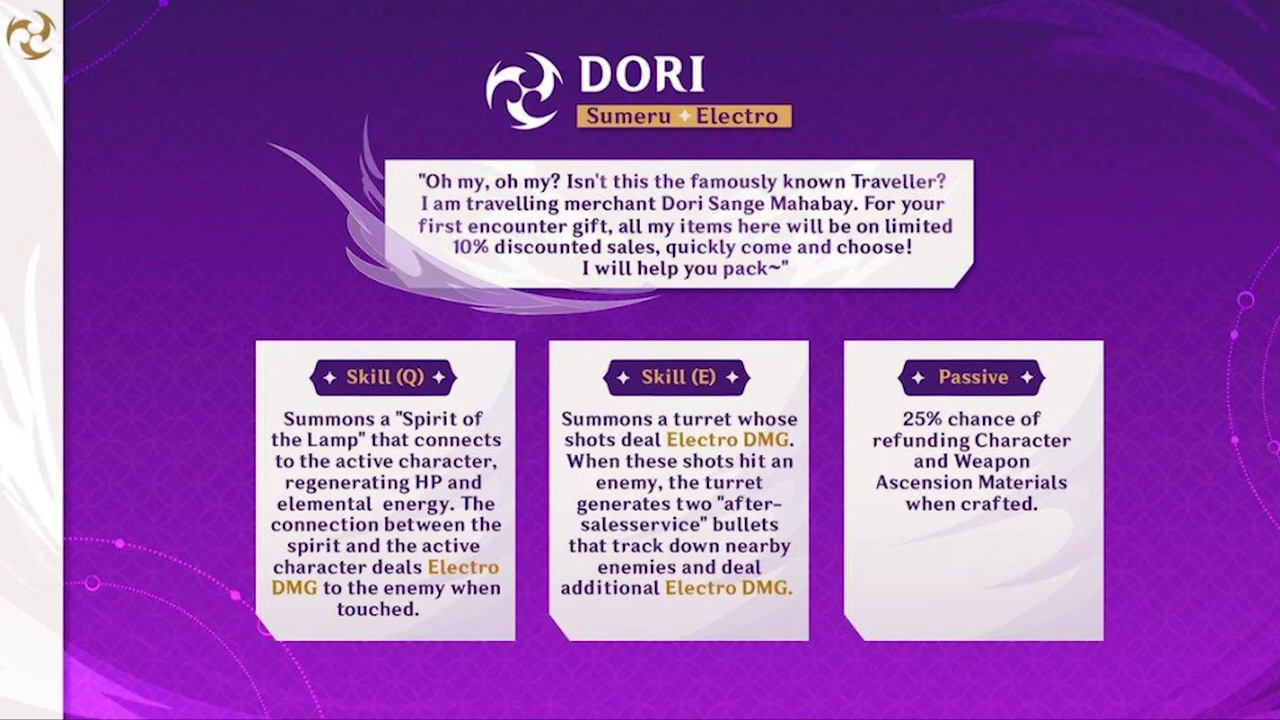 DORI
Sumeru Electro
"Oh my, oh my? Isn't this the famously known Traveller?
I am travelling merchant Dori Sange Mahabay. For your
first encounter gift, all my items here will be on limited
10% discounted sales, quickly come and choose!
I will help you pack~"
Skill (Q)
Summons a "Spirit of
the Lamp" that connects
to the active character,
regenerating HP and
elemental energy. The
connection between the
spirit and the active
character deals Electro
DMG to the enemy when
touched.
Skill (E)
Summons a turret whose
shots deal Electro DMG.
When these shots hit an
enemy, the turret
generates two "after-
salesservice" bullets
that track down nearby
enemies and deal
additional Electro DMG.
Passive
25% chance of
refunding Character
and Weapon
Ascension Materials
when crafted.